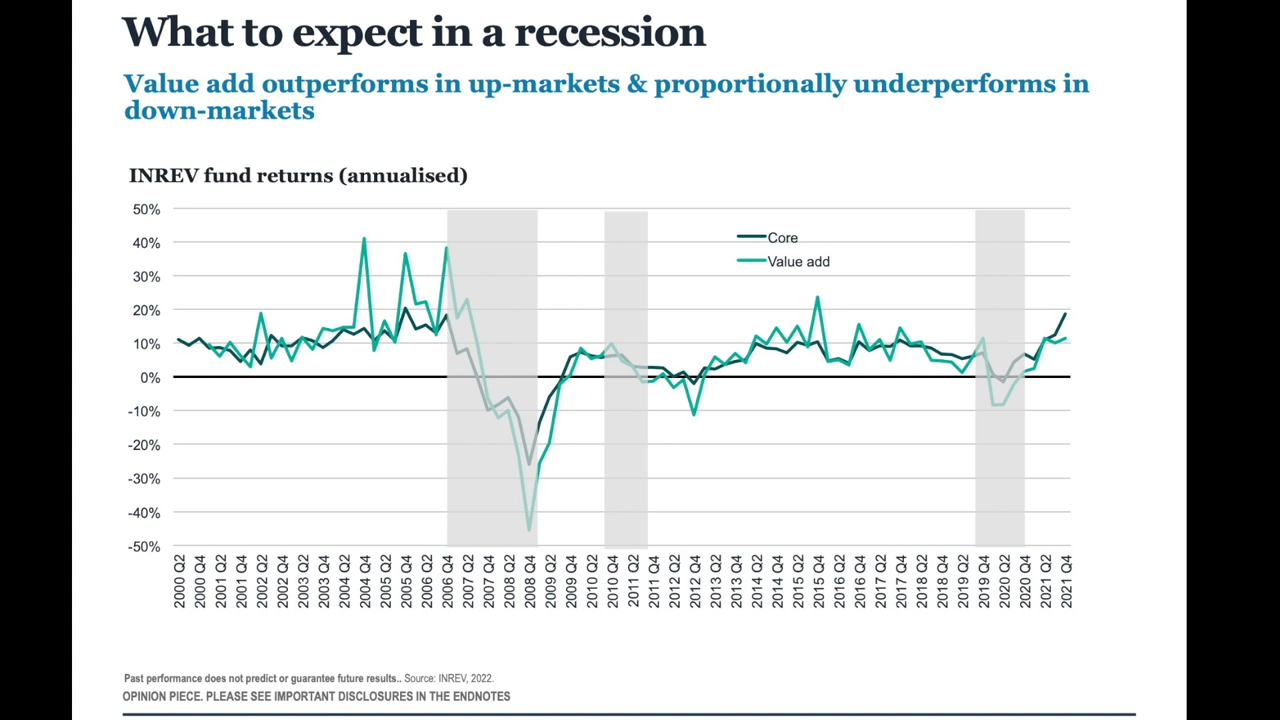 What to expect in a recession
Value add outperforms in up-markets & proportionally underperforms in
down-markets
INREV fund returns (annualised)
50%
40%
30%
20%
10%
0%
-10%
-20%
-30%
-40%
-50%
Core
Value add
2000 Q2
2000 Q4
2001 Q2
2001 Q4
2002 Q2
2002 Q4
2003 Q2
2003 Q4
2004 Q2
2004 Q4
2005 Q2
2005 Q4
2006 Q2
2006 Q4
2007 Q2
2007 Q4
2008 Q2
2008 Q4
2009 Q2
2009 Q4
2010 Q2
2010 Q4
2011 Q2
2011 Q4
2012 Q2
2012 Q4
2013 Q2
2013 Q4
2014 Q2
2014 Q4
2015 Q2
2015 Q4
2016 Q2
2016 Q4
2017 Q2
2017 Q4
2018 Q2
2018 Q4
2019 Q2
2019 Q4
2020 Q2
2020 Q4
2021 Q2
2021 Q4
Past performance does not predict or guarantee future results.. Source: INREV, 2022.
OPINION PIECE. PLEASE SEE IMPORTANT DISCLOSURES IN THE ENDNOTES